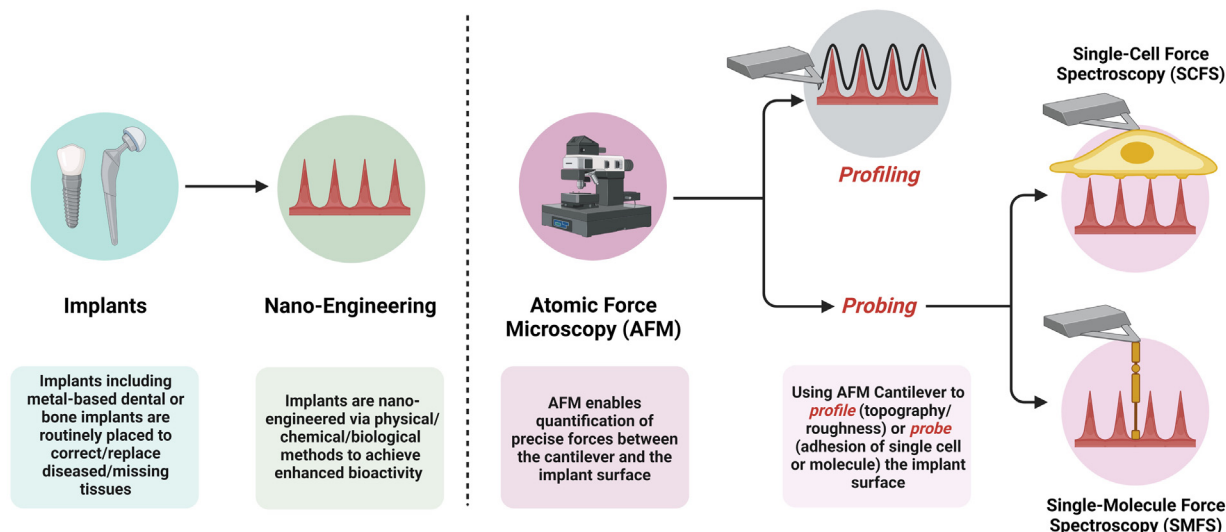 Single-Cell Force
Spectroscopy (SCFS)
Profiling
Implants
Nano-Engineering
Atomic Force
Microscopy (AFM)
Probing
Implants including
metal-based dental or
bone implants are
routinely placed to
correct/replace
diseased/missing
tissues
Implants are nano-
engineered via physical/
chemical/biological
methods to achieve
enhanced bioactivity
AFM enables
quantification of
precise forces between
the cantilever and the
implant surface
Using AFM Cantilever to
profile (topography/
roughness) or probe
(adhesion of single cell
or molecule) the implant
surface
Single-Molecule Force
Spectroscopy (SMFS)